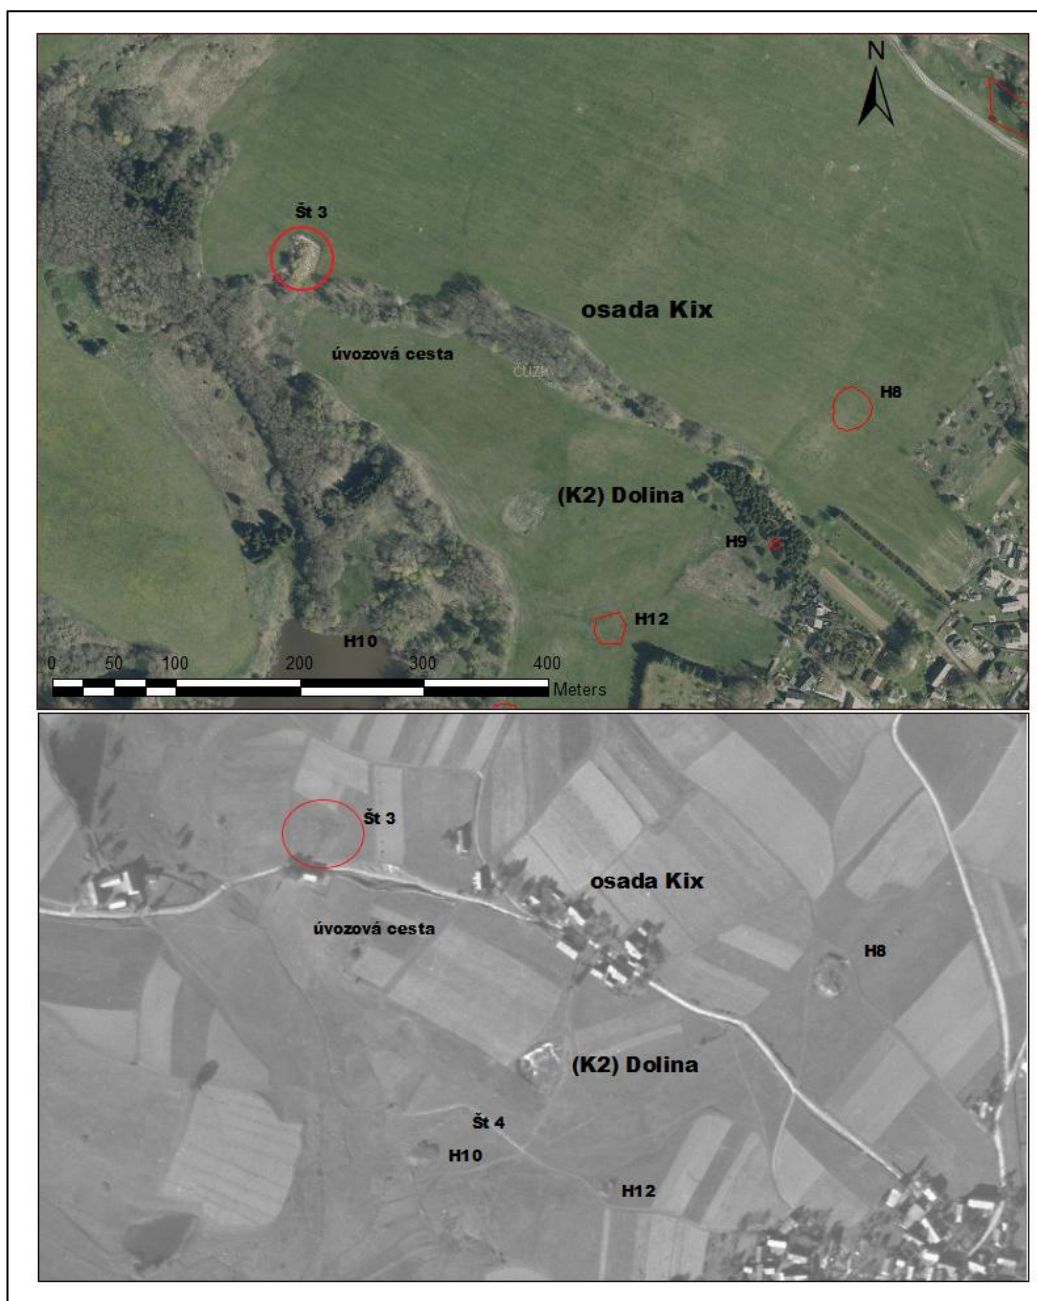 N
Št 3
osada Kix
úvozová cesta
ČÚZK
H8
(K2) Dolina
H9
H12
H10
0 50 100 200 300 400
Meters
Št 3
osada Kix
úvozová cesta
H8
(K2) Dolina
Št 4
H10
H12